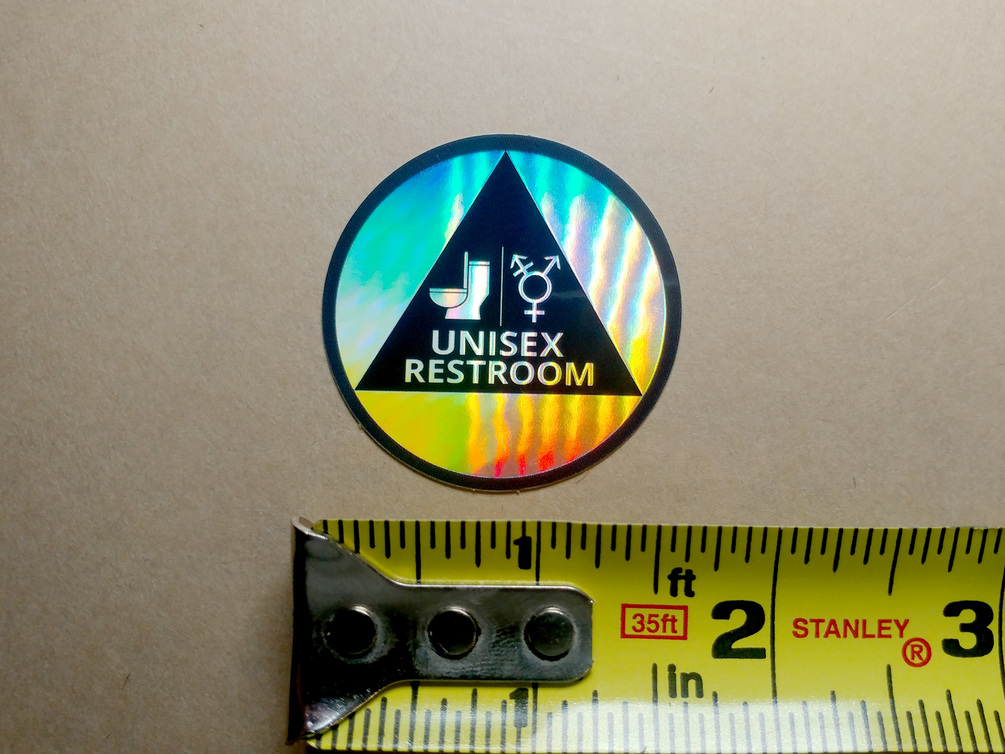 UNISEX
RESTROOM
1
ft
35ft
2
STANLEY
®
3
in
1